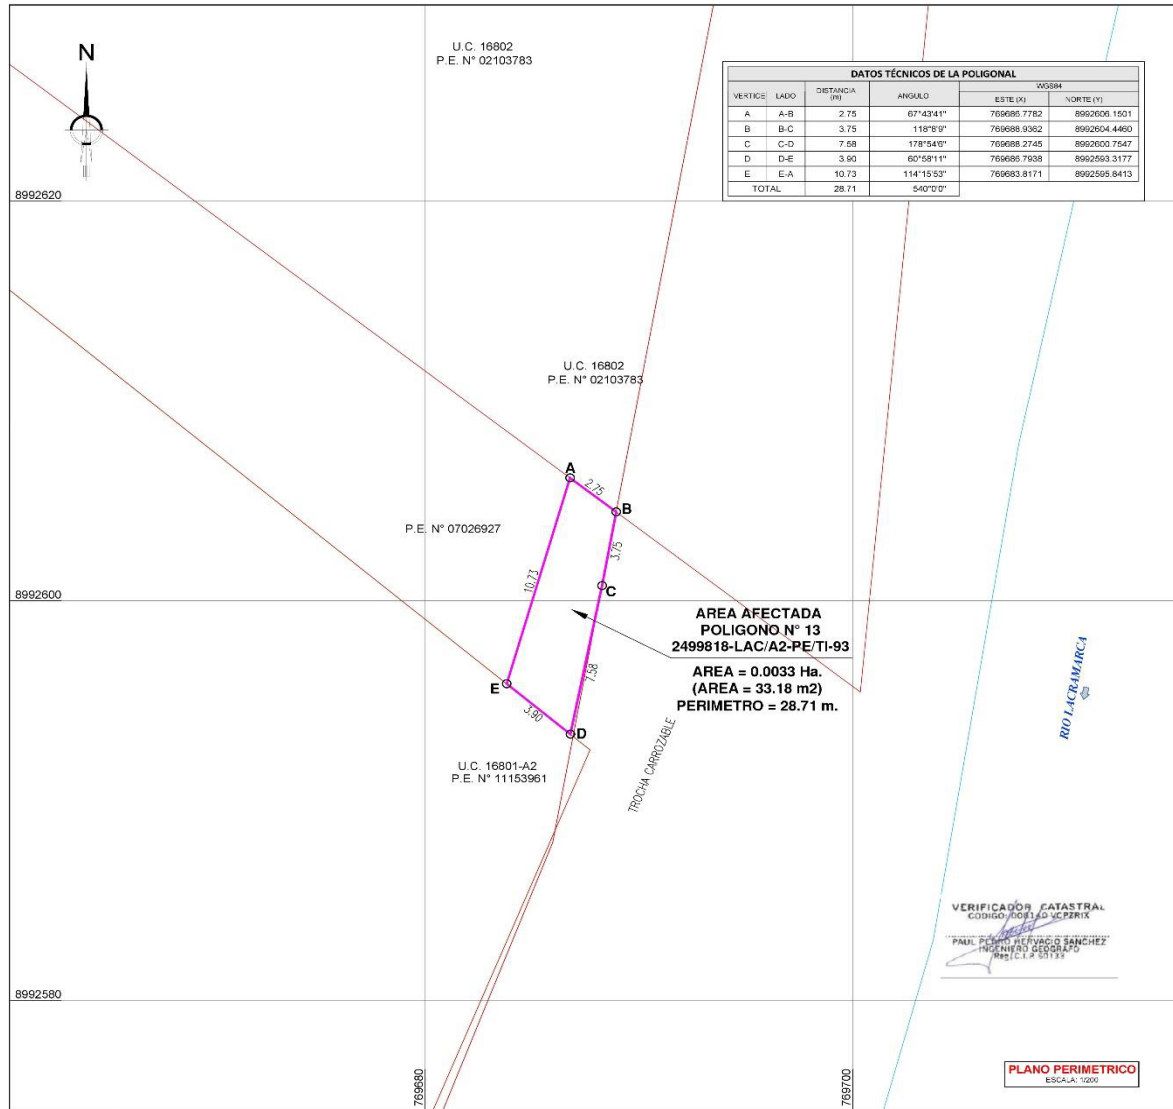 N
U.C. 16802
P.E. N° 02103783
DATOS TÉCNICOS DE LA POLIGONAL
VERTICE LADO DISTANCIA (m) ANGULO WGS84
ESTE (X) NORTE (Y)
A A-B 2.75 67°43'41" 769686.7782 8992606.1501
B B-C 3.75 118°8'9" 769688.9362 8992604.4460
C C-D 7.58 178°54'6" 769688.2745 8992600.7547
D D-E 3.90 60°58'11" 769686.7938 8992593.3177
E E-A 10.73 114°15'53" 769683.8171 8992595.8413
TOTAL 28.71 540°0'0"
8992620
U.C. 16802
P.E. N° 02103783
A
2.75
B
P.E. N° 07026927
3.75
10.73
C
8992600
AREA AFECTADA
POLIGONO N° 13
2499818-LAC/A2-PE/TI-93
AREA = 0.0033 Ha.
(AREA = 33.18 m2)
PERIMETRO = 28.71 m.
7.58
E
3.90
D
RIO LACRAMARCA
TROCHA CARROZABLE
U.C. 16801-A2
P.E. N° 11153961
VERIFICADOR CATASTRAL
CODIGO: VCPZRIX
PAUL PEDRO HERVACIO SANCHEZ
INGENIERO GEOGRAFO
Reg. C.I.P. 60133
8992580
769680
769700
PLANO PERIMETRICO
ESCALA: 1/200